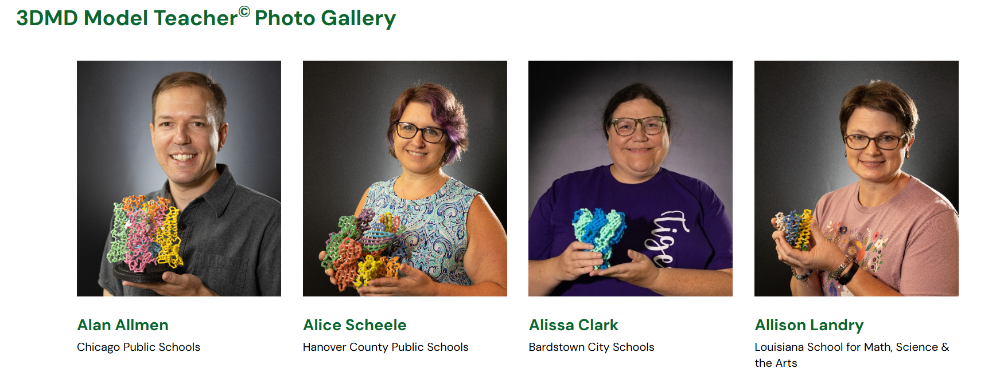 3DMD Model Teacher© Photo Gallery
Tige
Alan Allmen
Chicago Public Schools
Alice Scheele
Hanover County Public Schools
Alissa Clark
Bardstown City Schools
Allison Landry
Louisiana School for Math, Science &
the Arts